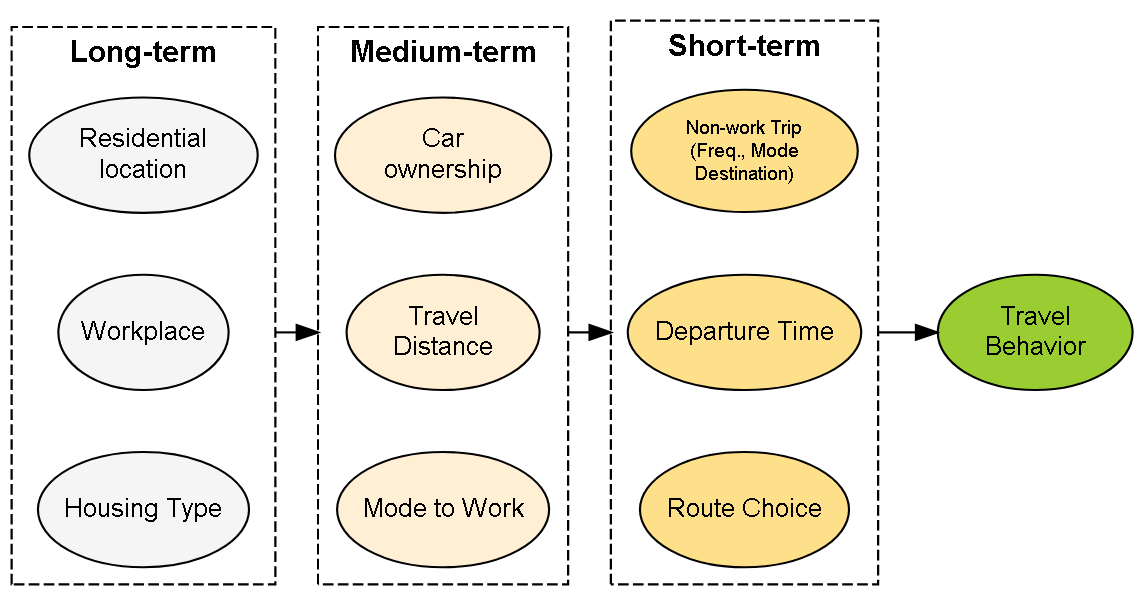 Long-term
Residential
location
Workplace
Housing Type
Medium-term
Car
ownership
Travel
Distance
Mode to Work
Short-term
Non-work Trip
(Freq., Mode
Destination)
Departure Time
Route Choice
Travel
Behavior